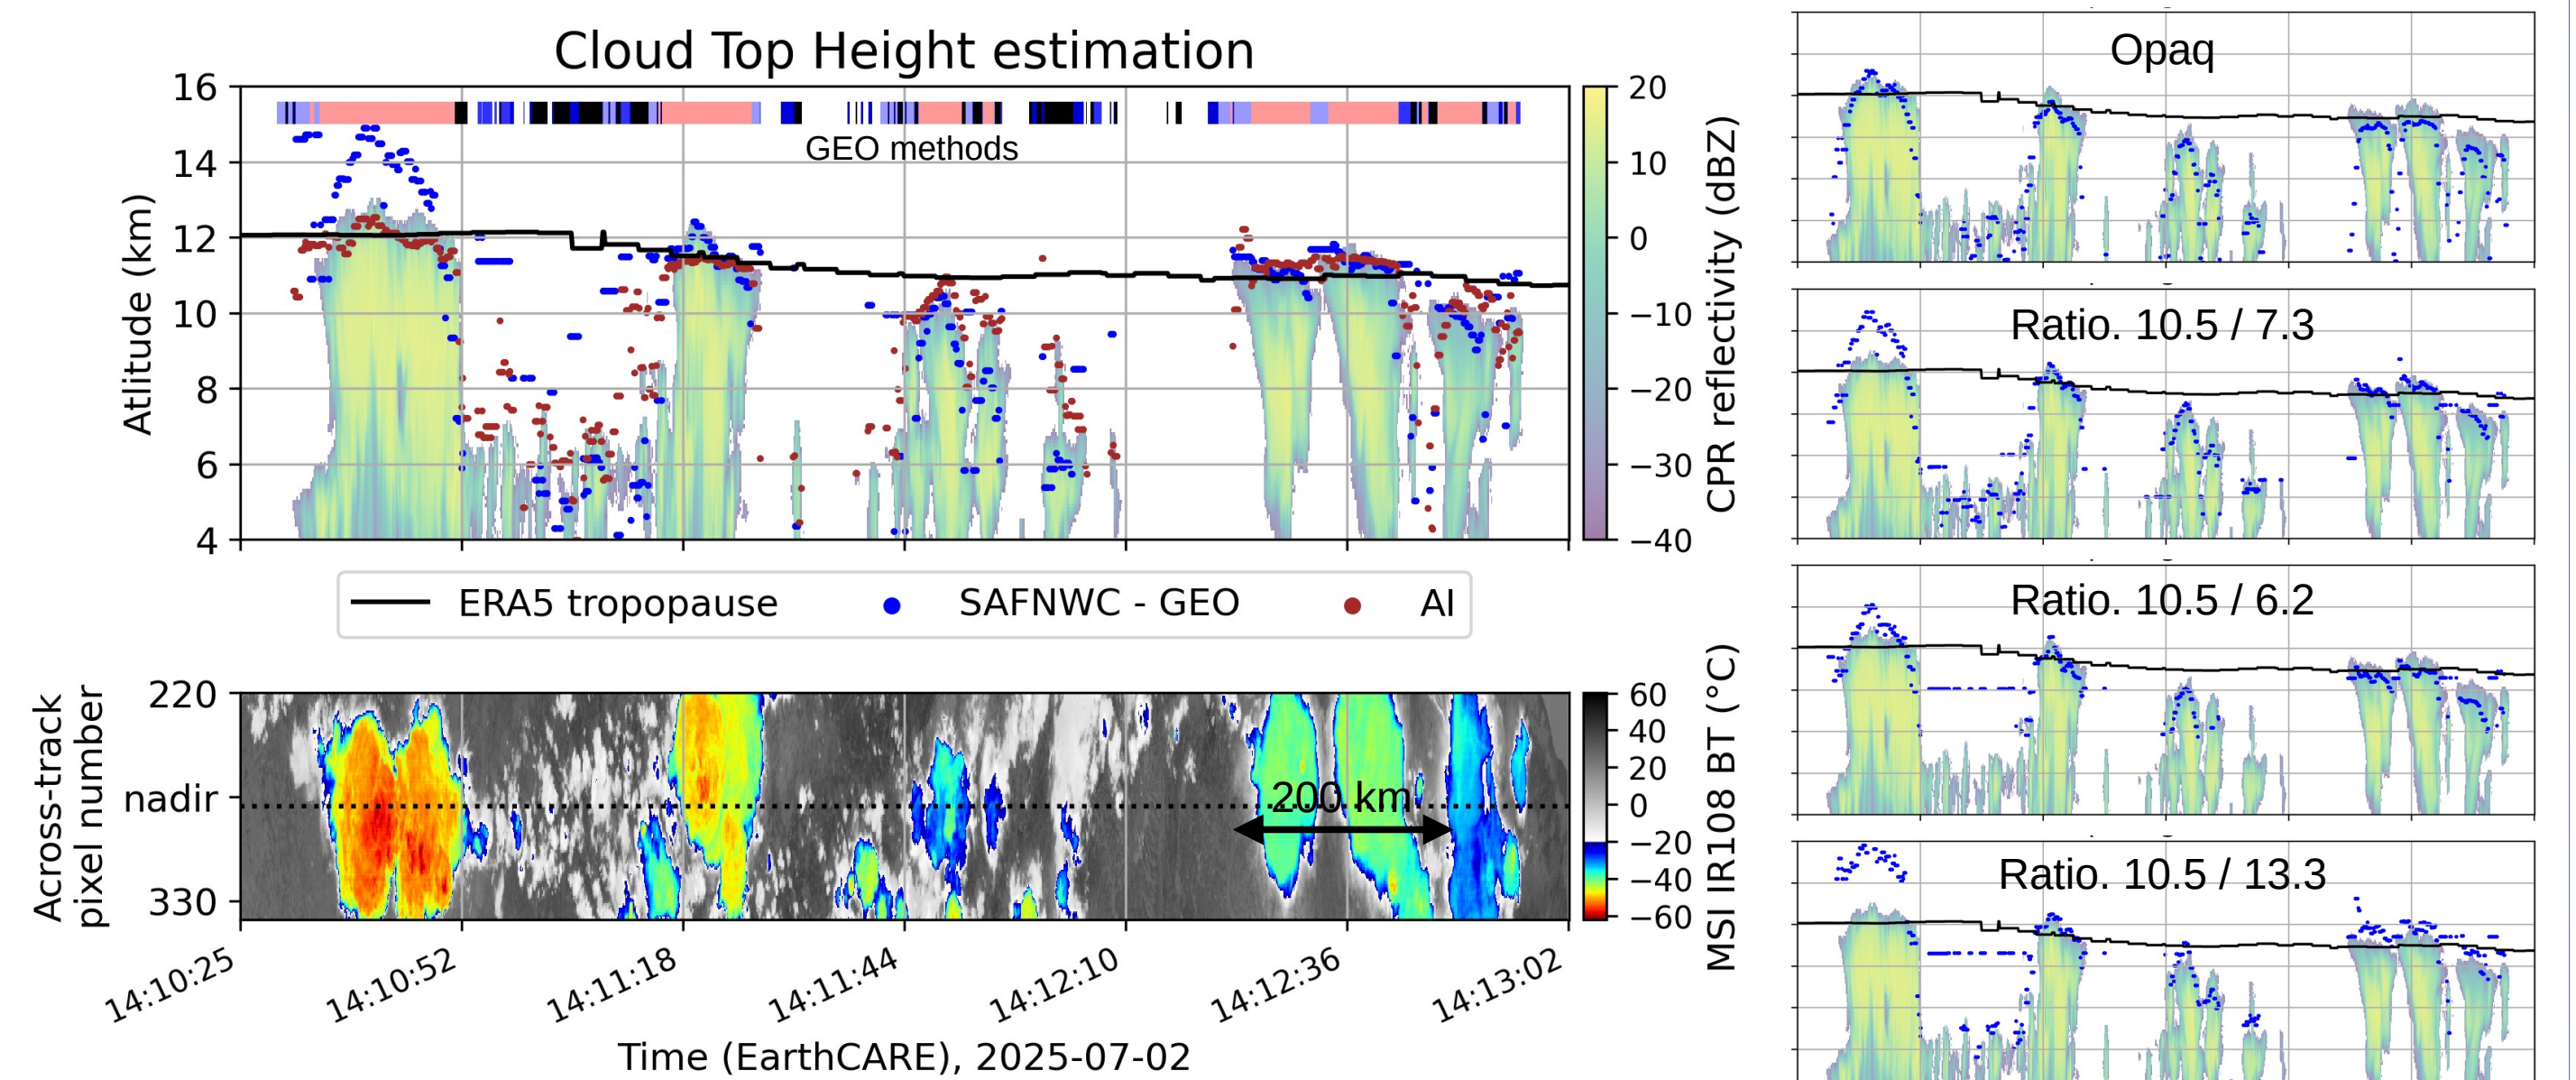 Cloud Top Height estimation
16
14
12
10
8
6
4
Atlitude (km)
GEO methods
20
10
0
−10
−20
−30
−40
CPR reflectivity (dBZ)
ERA5 tropopause
SAFNWC - GEO
AI
Across-track
pixel number
220
nadir
330
200 km
60
40
20
0
−20
−40
−60
MSI IR108 BT (°C)
14:10:25
14:10:52
14:11:18
14:11:44
14:12:10
14:12:36
14:13:02
Time (EarthCARE), 2025-07-02
Opaq
Ratio. 10.5 / 7.3
Ratio. 10.5 / 6.2
Ratio. 10.5 / 13.3